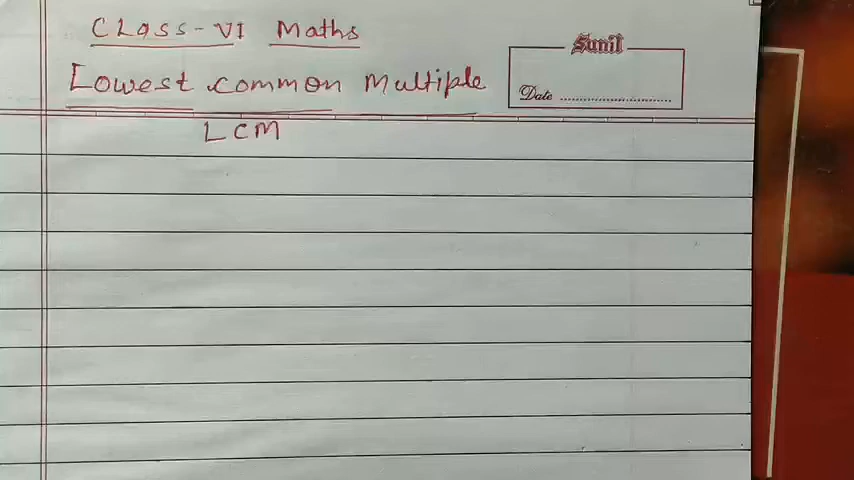 Class-VI Maths
Sunil
Lowest common Multiple
Date ................................
LCM